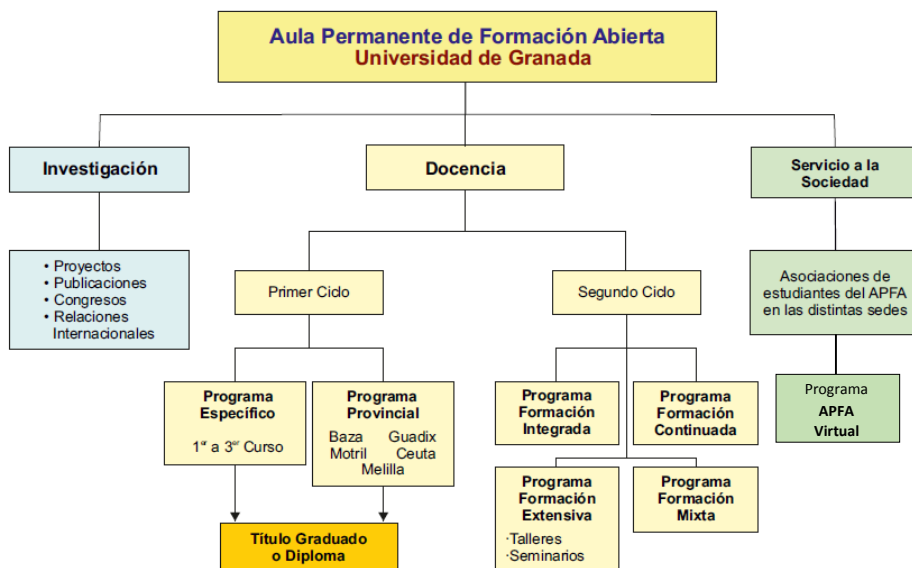 Aula Permanente de Formación Abierta
Universidad de Granada
Investigación
Docencia
Servicio a la
Sociedad
• Proyectos
• Publicaciones
• Congresos
• Relaciones
Internacionales
Primer Ciclo
Segundo Ciclo
Asociaciones de
estudiantes del APFA
en las distintas sedes
Programa
Específico
1er a 3er Curso
Programa
Provincial
Baza Guadix
Motril Ceuta
Melilla
Programa
Formación
Integrada
Programa
Formación
Continuada
Programa
APFA
Virtual
Programa
Formación
Extensiva
·Talleres
·Seminarios
Programa
Formación
Mixta
Título Graduado
o Diploma